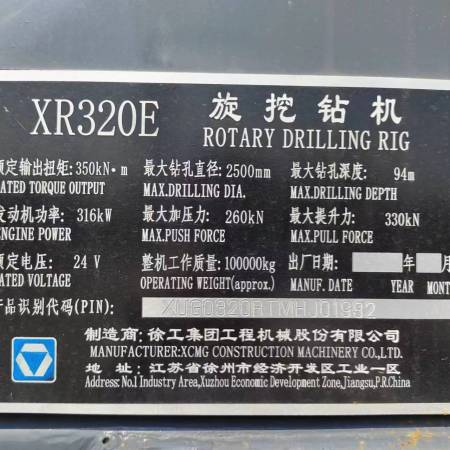 XR320E 旋挖钻机
ROTARY DRILLING RIG
额定输出扭矩:350kN·m 最大钻孔直径:2500mm 最大钻孔深度: 94m
RATED TORQUE OUTPUT MAX.DRILLING DIA. MAX.DRILLING DEPTH
发动机功率: 316kW 最大加压力: 260kN 最大提升力: 330kN
ENGINE POWER MAX.PUSH FORCE MAX.PULL FORCE
额定电压: 24 V 整机工作质量:100000kg 出厂日期: 年 月
RATED VOLTAGE OPERATING WEIGHT(approx.) MANUF.DATE YEAR MONT
产品识别代码(PIN):
制造商:徐工集团工程机械股份有限公司
MANUFACTURER:XCMG CONSTRUCTION MACHINERY CO.,LTD.
地 址:江苏省徐州市经济开发区工业一区
Address:No.1 Industry Area,Xuzhou Economic Development Zone,Jiangsu,P.R.China